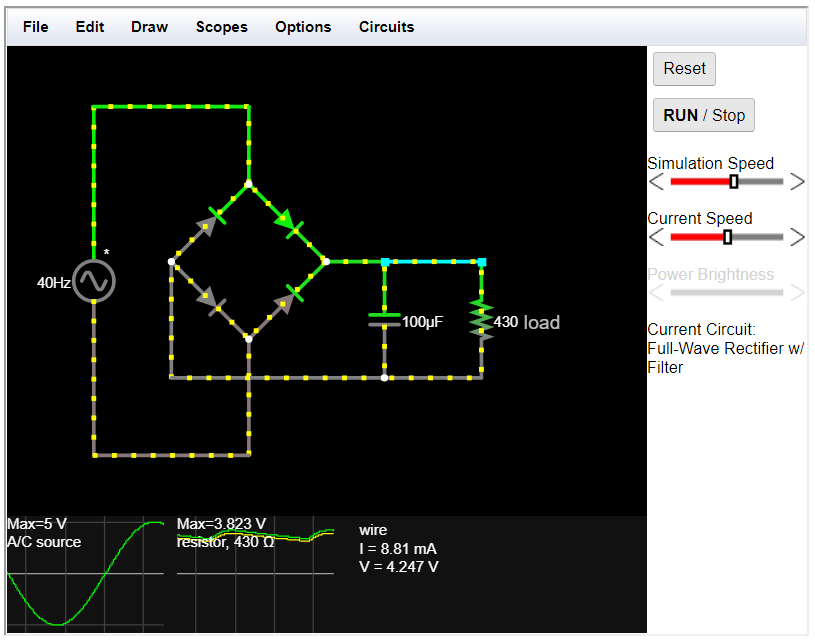 File Edit Draw Scopes Options Circuits
Reset
RUN / Stop
Simulation Speed
Current Speed
Power Brightness
Current Circuit:
Full-Wave Rectifier w/
Filter
*
40Hz
100µF
430 load
Max=5 V
A/C source
Max=3.823 V
resistor, 430 Ω
wire
I = 8.81 mA
V = 4.247 V